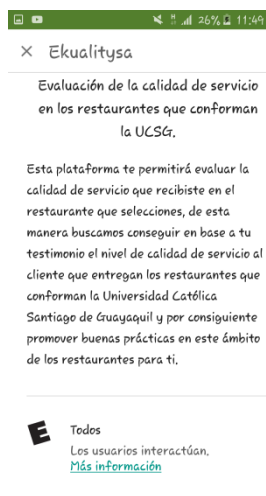 26% 11:49
× Ekualitysa
Evaluación de la calidad de servicio
en los restaurantes que conforman
la UCSG.
Esta plataforma te permitirá evaluar la
calidad de servicio que recibiste en el
restaurante que selecciones, de esta
manera buscamos conseguir en base a tu
testimonio el nivel de calidad de servicio al
cliente que entregan los restaurantes que
conforman la Universidad Católica
Santiago de Guayaquil y por consiguiente
promover buenas prácticas en este ámbito
de los restaurantes para ti.
E Todos
Los usuarios interactúan.
Más información